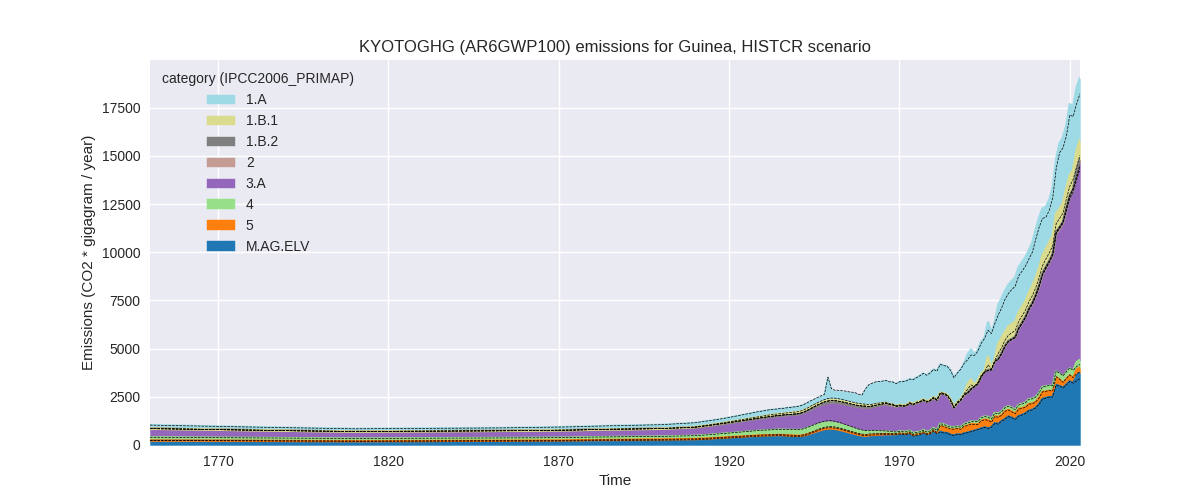 KYOTOGHG (AR6GWP100) emissions for Guinea, HISTCR scenario
category (IPCC2006_PRIMAP)
1.A
1.B.1
1.B.2
2
3.A
4
5
M.AG.ELV
Emissions (CO2 * gigagram / year)
17500
15000
12500
10000
7500
5000
2500
0
1770
1820
1870
1920
1970
2020
Time